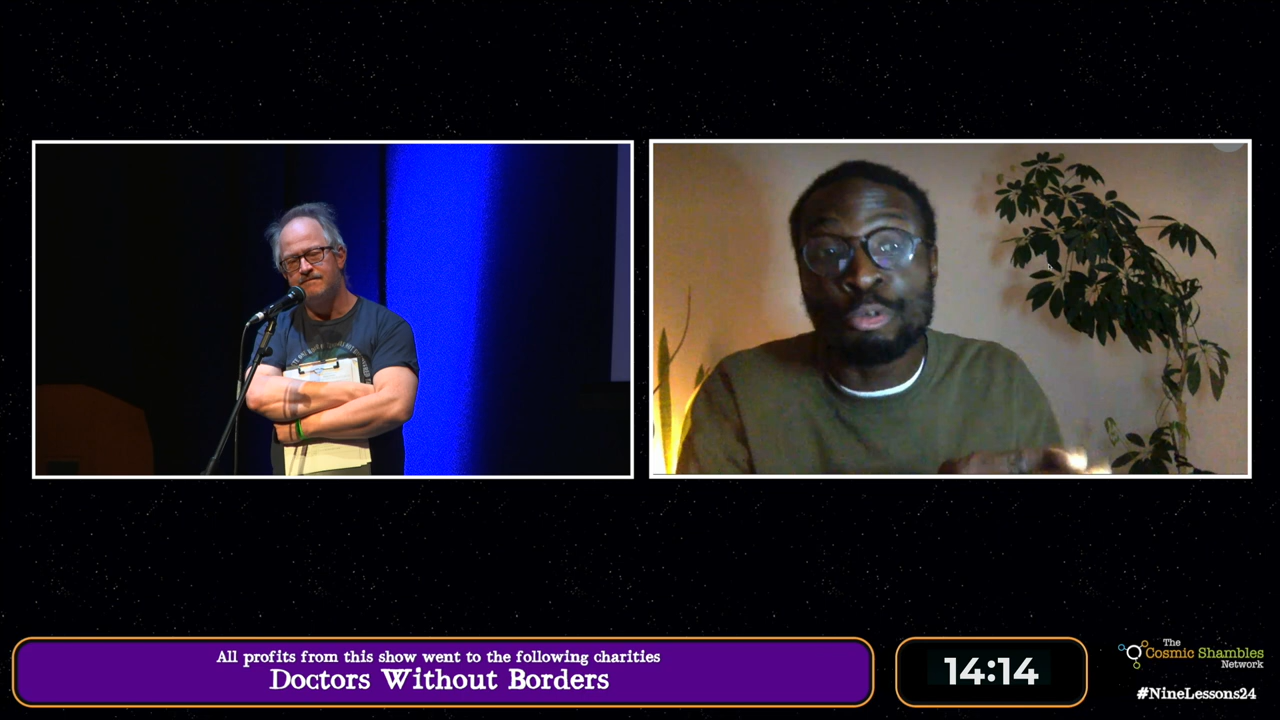 All profits from this show went to the following charities
Doctors Without Borders
14:14
The
Cosmic Shambles
Network
#NineLessons24